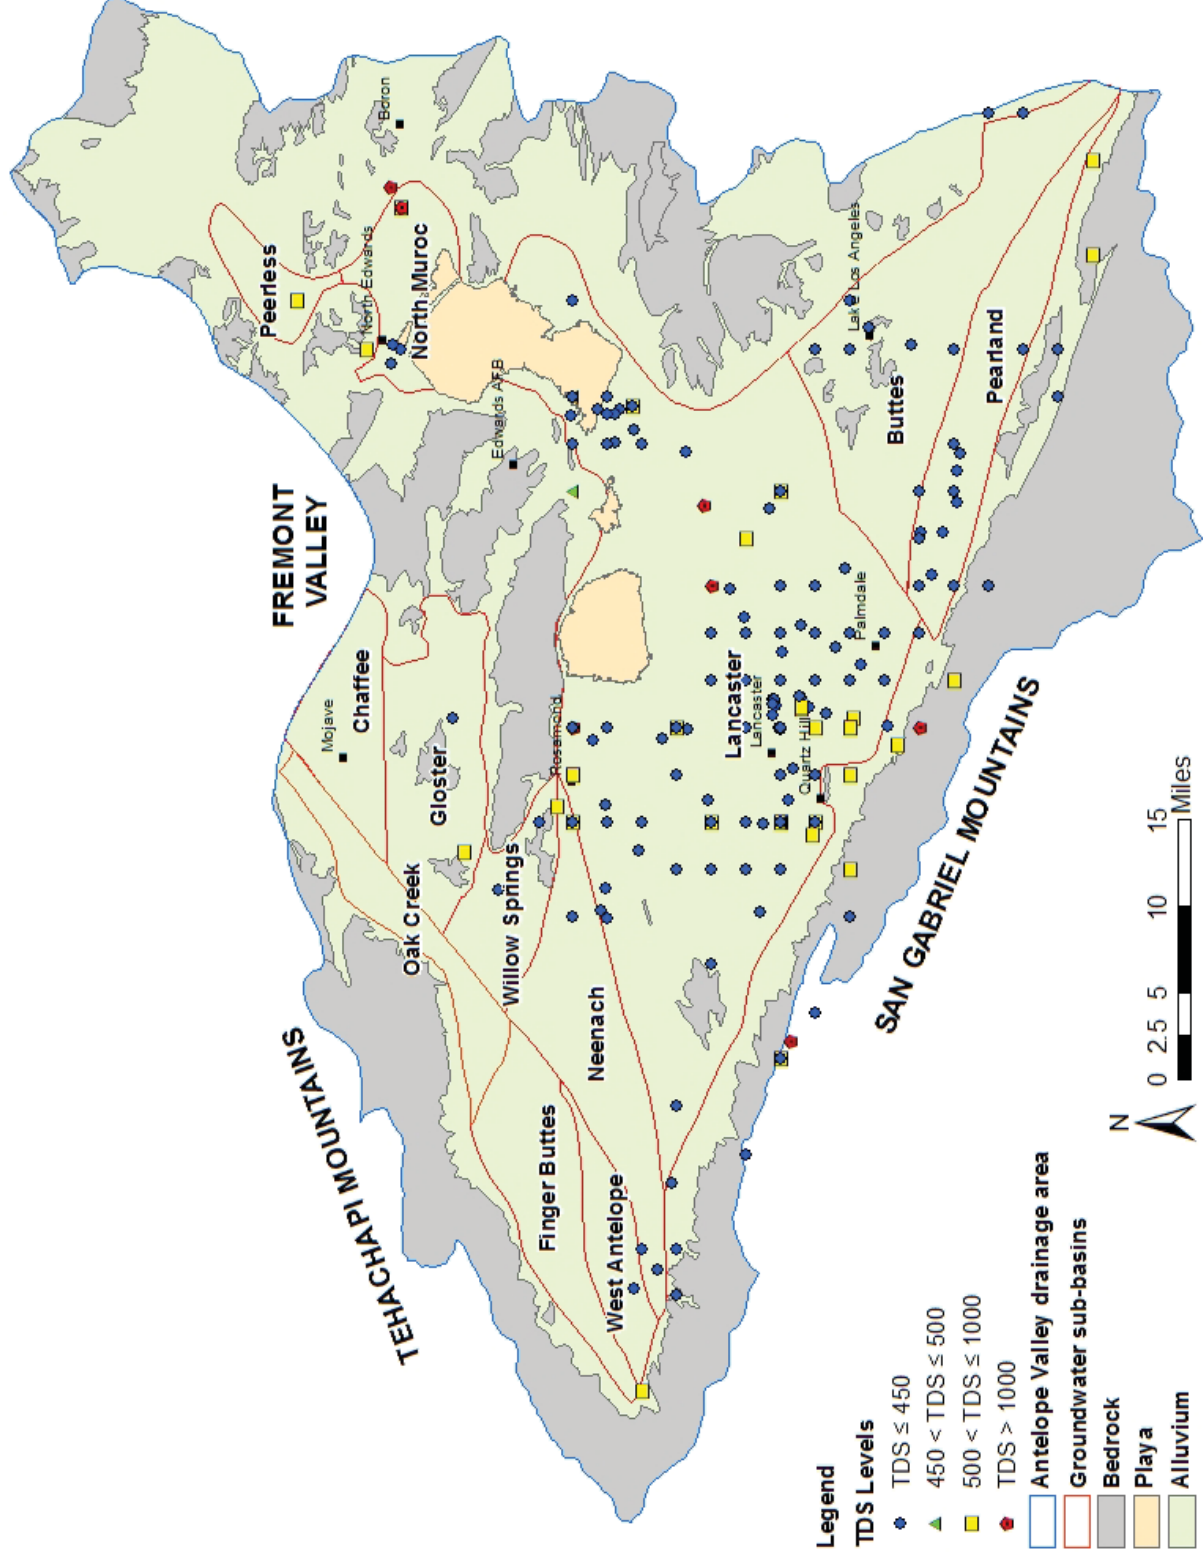 FREMONT
VALLEY
TEHACHAPI MOUNTAINS
SAN GABRIEL MOUNTAINS
Peerless
North Edwards
Boron
North Muroc
Edwards AFB
Mojave
Chaffee
Gloster
Oak Creek
Rosamond
Willow Springs
Neenach
Finger Buttes
West Antelope
Lancaster
Lancaster
Quartz Hill
Palmdale
Lake Los Angeles
Buttes
Pearland
Legend
TDS Levels
TDS ≤ 450
450 < TDS ≤ 500
500 < TDS ≤ 1000
TDS > 1000
Antelope Valley drainage area
Groundwater sub-basins
Bedrock
Playa
Alluvium
N
0 2.5 5 10 15
Miles